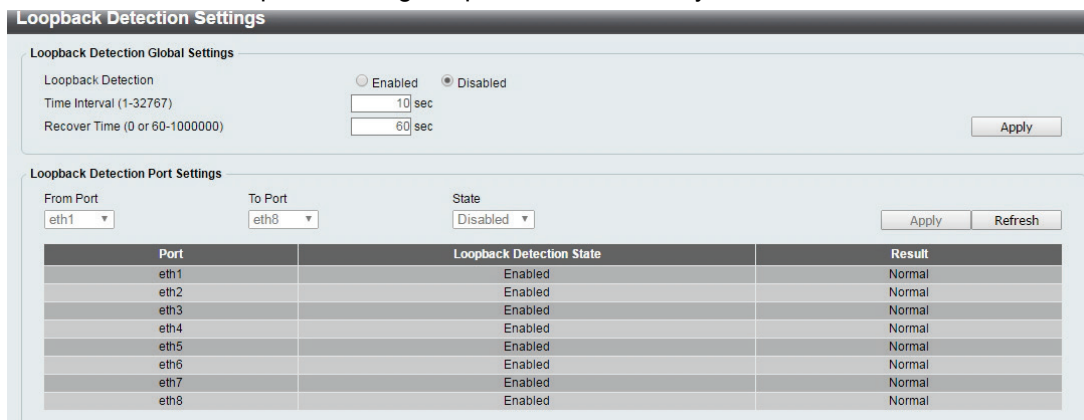 Loopback Detection Settings
Loopback Detection Global Settings
Loopback Detection Enabled Disabled
Time Interval (1-32767) 10 sec
Recover Time (0 or 60-1000000) 60 sec Apply
Loopback Detection Port Settings
From Port To Port State
eth1 eth8 Disabled Apply Refresh
Port Loopback Detection State Result
eth1 Enabled Normal
eth2 Enabled Normal
eth3 Enabled Normal
eth4 Enabled Normal
eth5 Enabled Normal
eth6 Enabled Normal
eth7 Enabled Normal
eth8 Enabled Normal